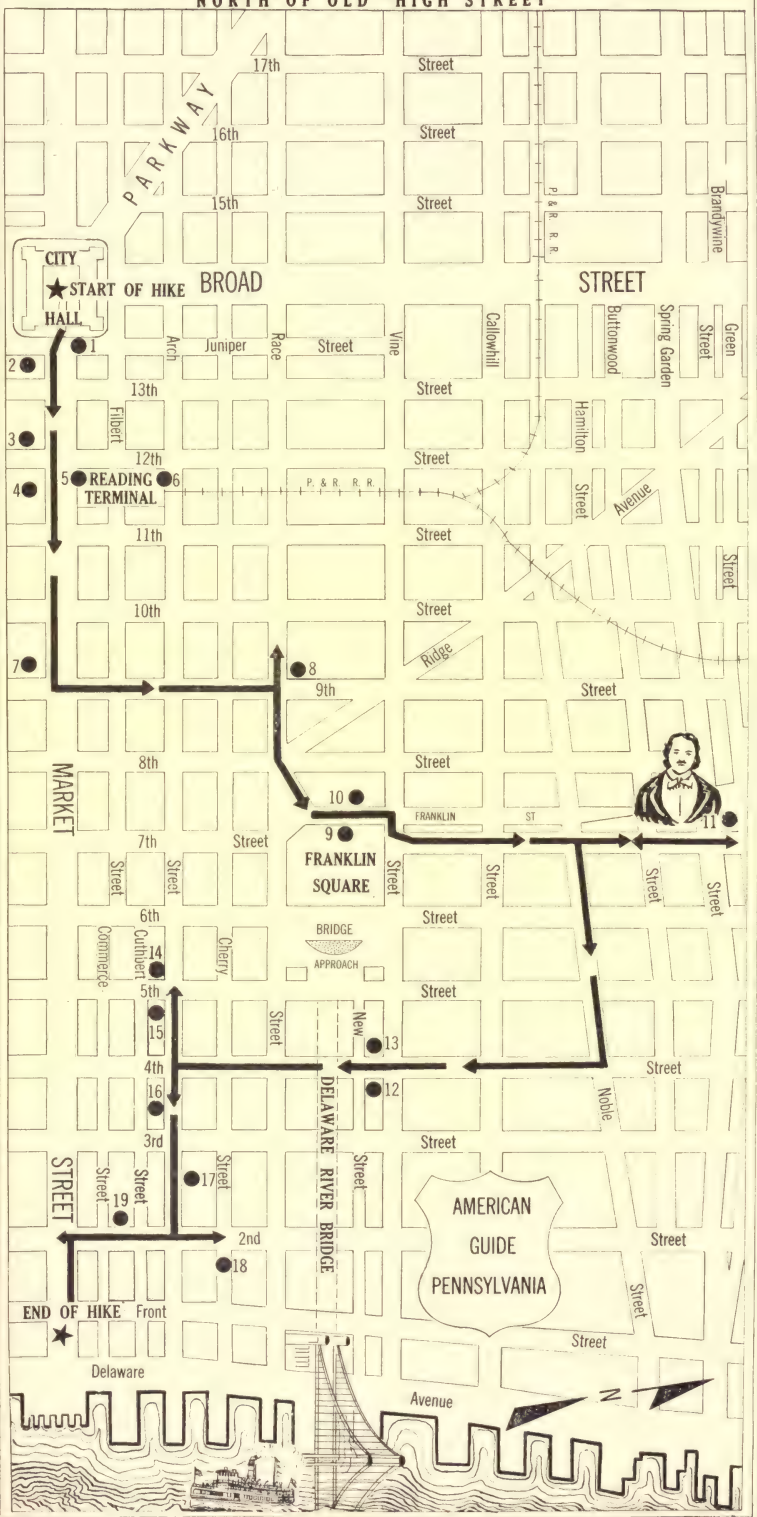 NORTH OF OLD HIGH STREET
17th Street
PARKWAY
16th Street
15th Street
P. & R. R. R.
Brandywine
CITY
START OF HIKE
HALL
BROAD STREET
1
Arch
Juniper Street
Race
Vine
Callowhill
Buttonwood
Spring Garden
Street
Green
2
13th Street
3
Filbert
Hamilton
Street
12th Street
4
5
READING
TERMINAL
6
P. & R. R. R.
Avenue
11th Street
Street
10th Street
7
8
Ridge
9th Street
MARKET
8th Street
10
FRANKLIN ST
11
9
7th Street
FRANKLIN
SQUARE
Street
Street
Street
Street
Street
Street
6th Street
BRIDGE
APPROACH
Commerce
Cuthbert
14
Cherry
5th Street
15
Street
New
13
4th Street
16
12
Noble
DELAWARE RIVER BRIDGE
3rd Street
STREET
Street
Street
17
Street
Street
19
AMERICAN
GUIDE
PENNSYLVANIA
2nd Street
18
Street
END OF HIKE
Front Street
Delaware Avenue
N